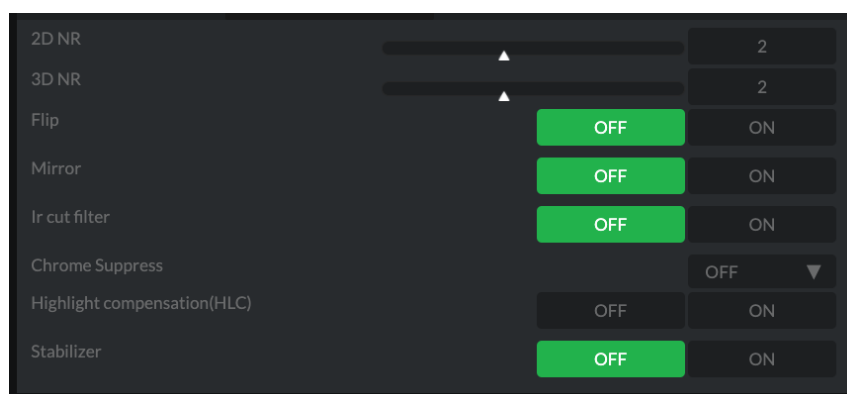 2D NR 2
3D NR 2
Flip OFF ON
Mirror OFF ON
Ir cut filter OFF ON
Chrome Suppress OFF
Highlight compensation(HLC) OFF ON
Stabilizer OFF ON